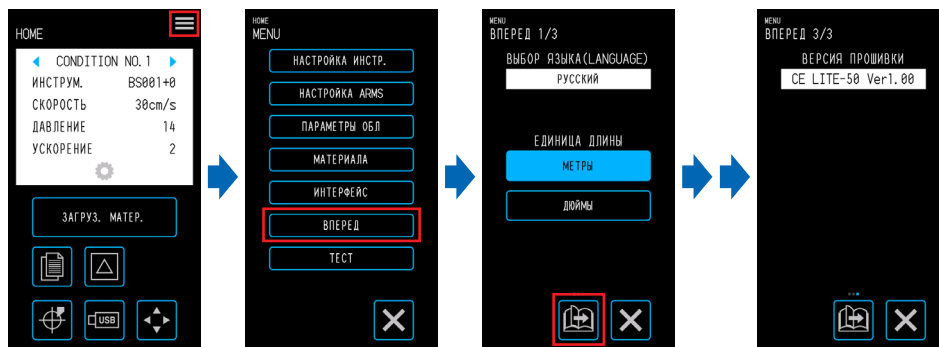 HOME
CONDITION NO.1
ИНСТРУМ. BS001+0
СКОРОСТЬ 30cm/s
ДАВЛЕНИЕ 14
УСКОРЕНИЕ 2
ЗАГРУЗ. МАТЕР.
USB
HOME
MENU
НАСТРОЙКА ИНСТР.
НАСТРОЙКА ARMS
ПАРАМЕТРЫ ОБЛ
МАТЕРИАЛА
ИНТЕРФЕЙС
ВПЕРЕД
ТЕСТ
MENU
ВПЕРЕД 1/3
ВЫБОР ЯЗЫКА(LANGUAGE)
РУССКИЙ
ЕДИНИЦА ДЛИНЫ
МЕТРЫ
ДЮЙМЫ
MENU
ВПЕРЕД 3/3
ВЕРСИЯ ПРОШИВКИ
CE LITE-50 Ver1.00